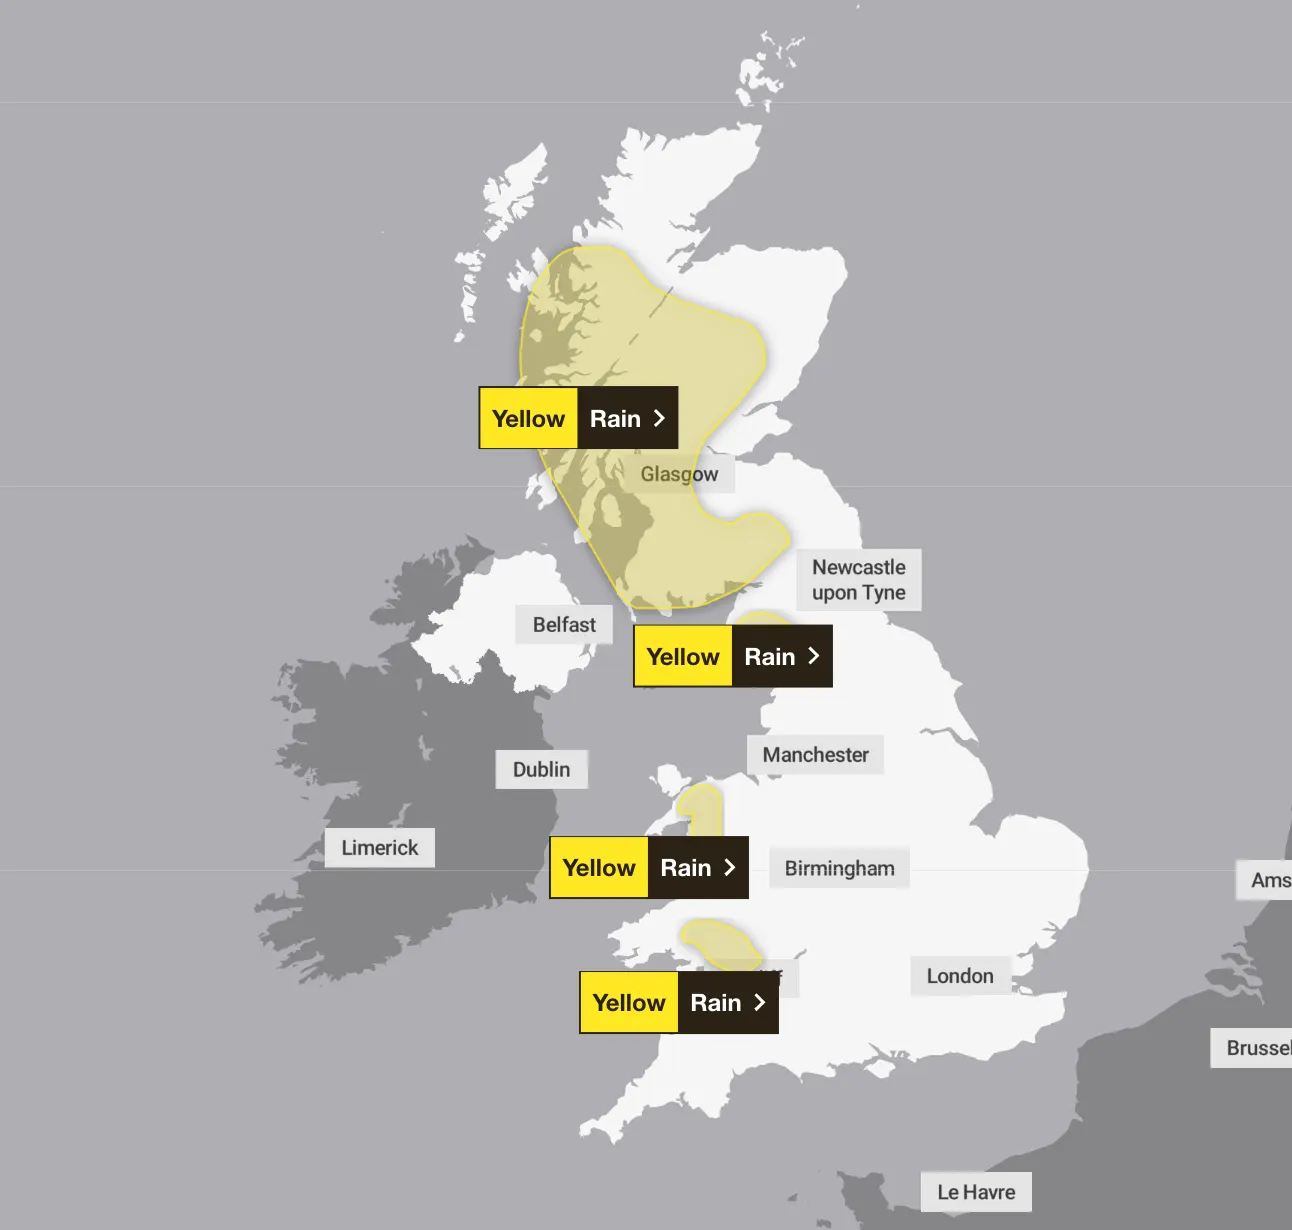 Yellow Rain
Glasgow
Newcastle
upon Tyne
Belfast
Yellow Rain
Manchester
Dublin
Limerick
Yellow Rain
Birmingham
Ams
London
Yellow Rain
Brussel
Le Havre